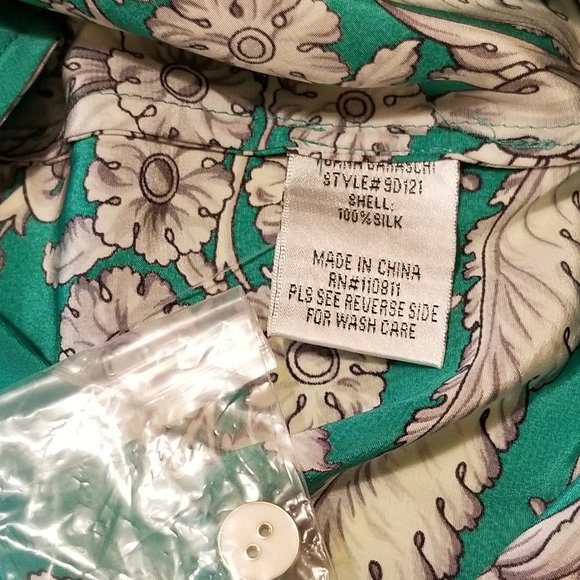 STYLE# 9D121
SHELL:
100%SILK
MADE IN CHINA
RN#110811
PLS SEE REVERSE SIDE
FOR WASH CARE